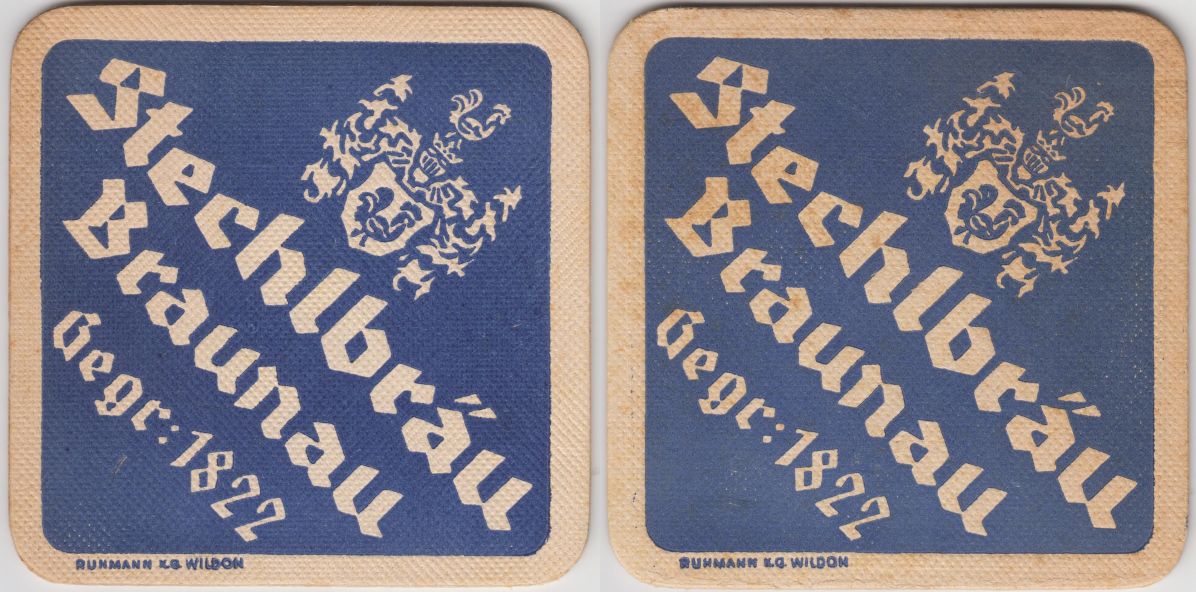 Stechlbräu
Braunau
Gegr: 1822
RUHMANN K.G. WILDON
Stechlbräu
Braunau
Gegr: 1822
RUHMANN K.G. WILDON